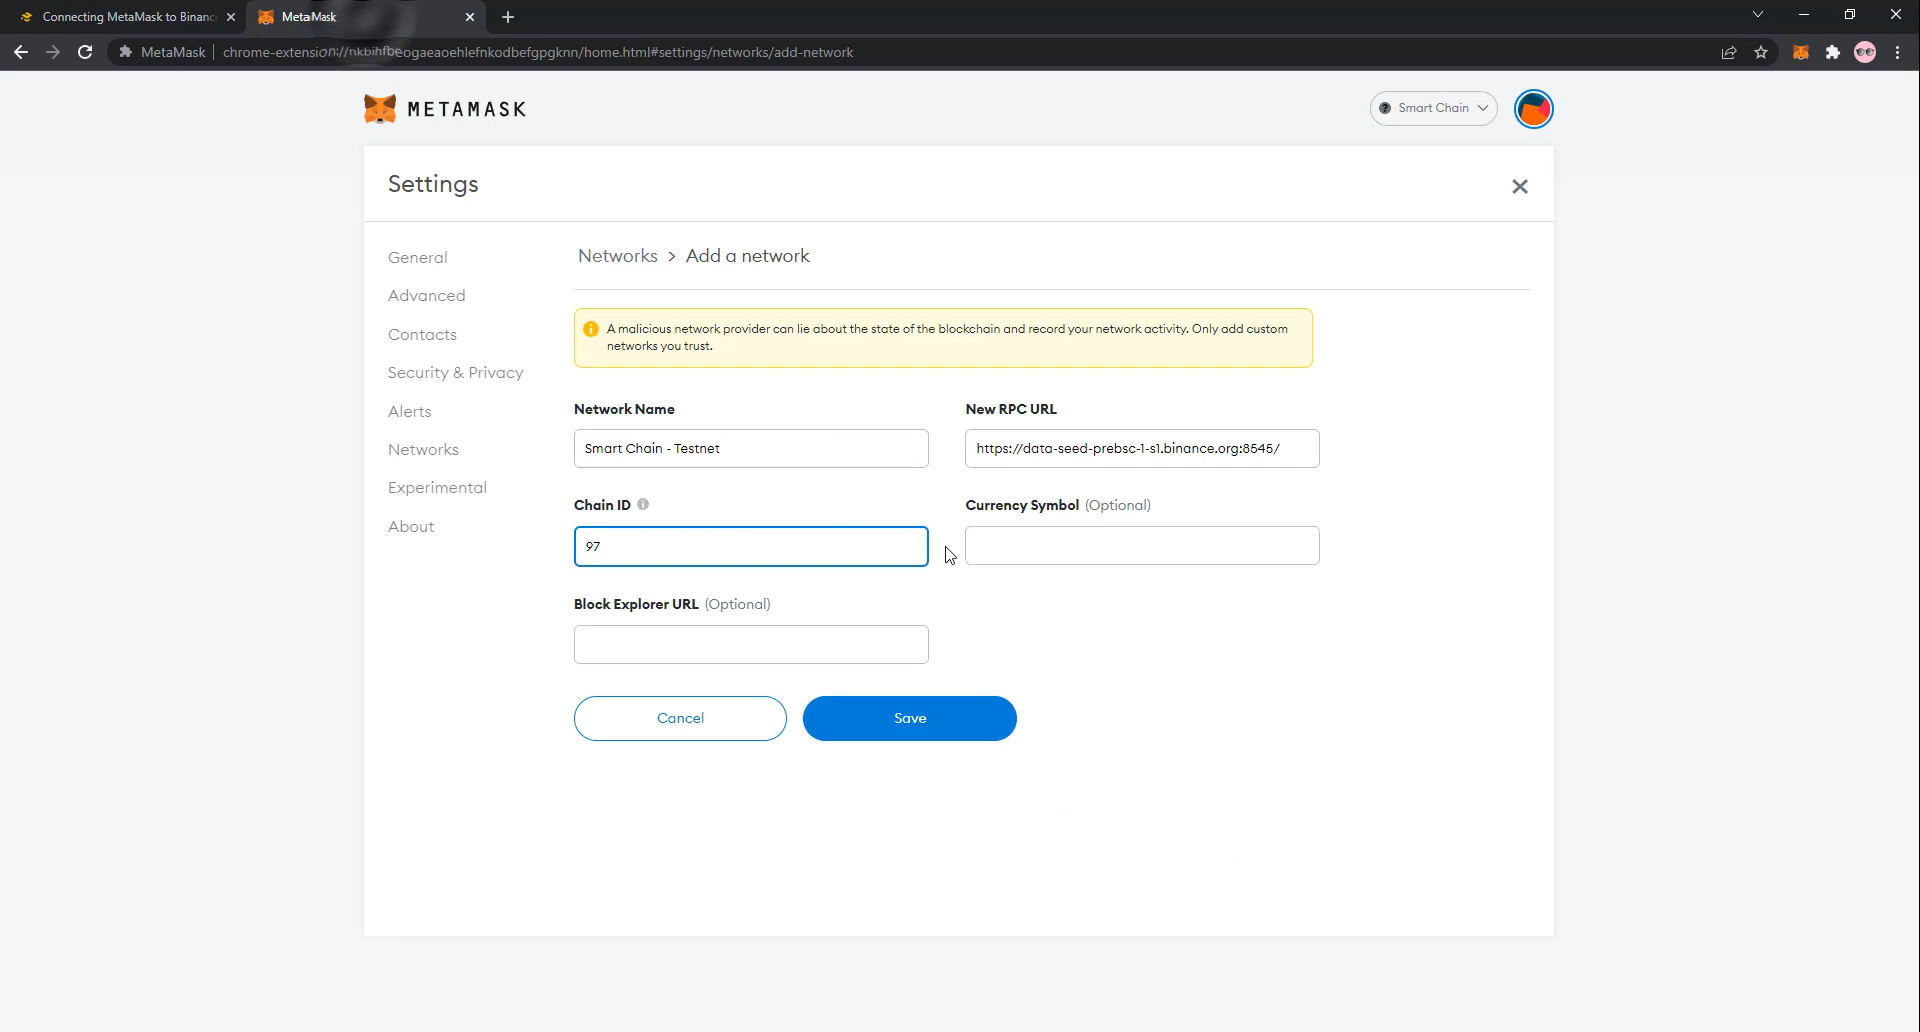 Connecting MetaMask to Binanc
MetaMask
MetaMask | chrome-extension://nkbihfbeogaeaoehlefnkodbefgpgknn/home.html#settings/networks/add-network
METAMASK
Smart Chain
Settings
General
Advanced
Contacts
Security & Privacy
Alerts
Networks
Experimental
About
Networks > Add a network
A malicious network provider can lie about the state of the blockchain and record your network activity. Only add custom
networks you trust.
Network Name
New RPC URL
Smart Chain - Testnet
https://data-seed-prebsc-1-s1.binance.org:8545/
Chain ID
Currency Symbol (Optional)
97
Block Explorer URL (Optional)
Cancel
Save